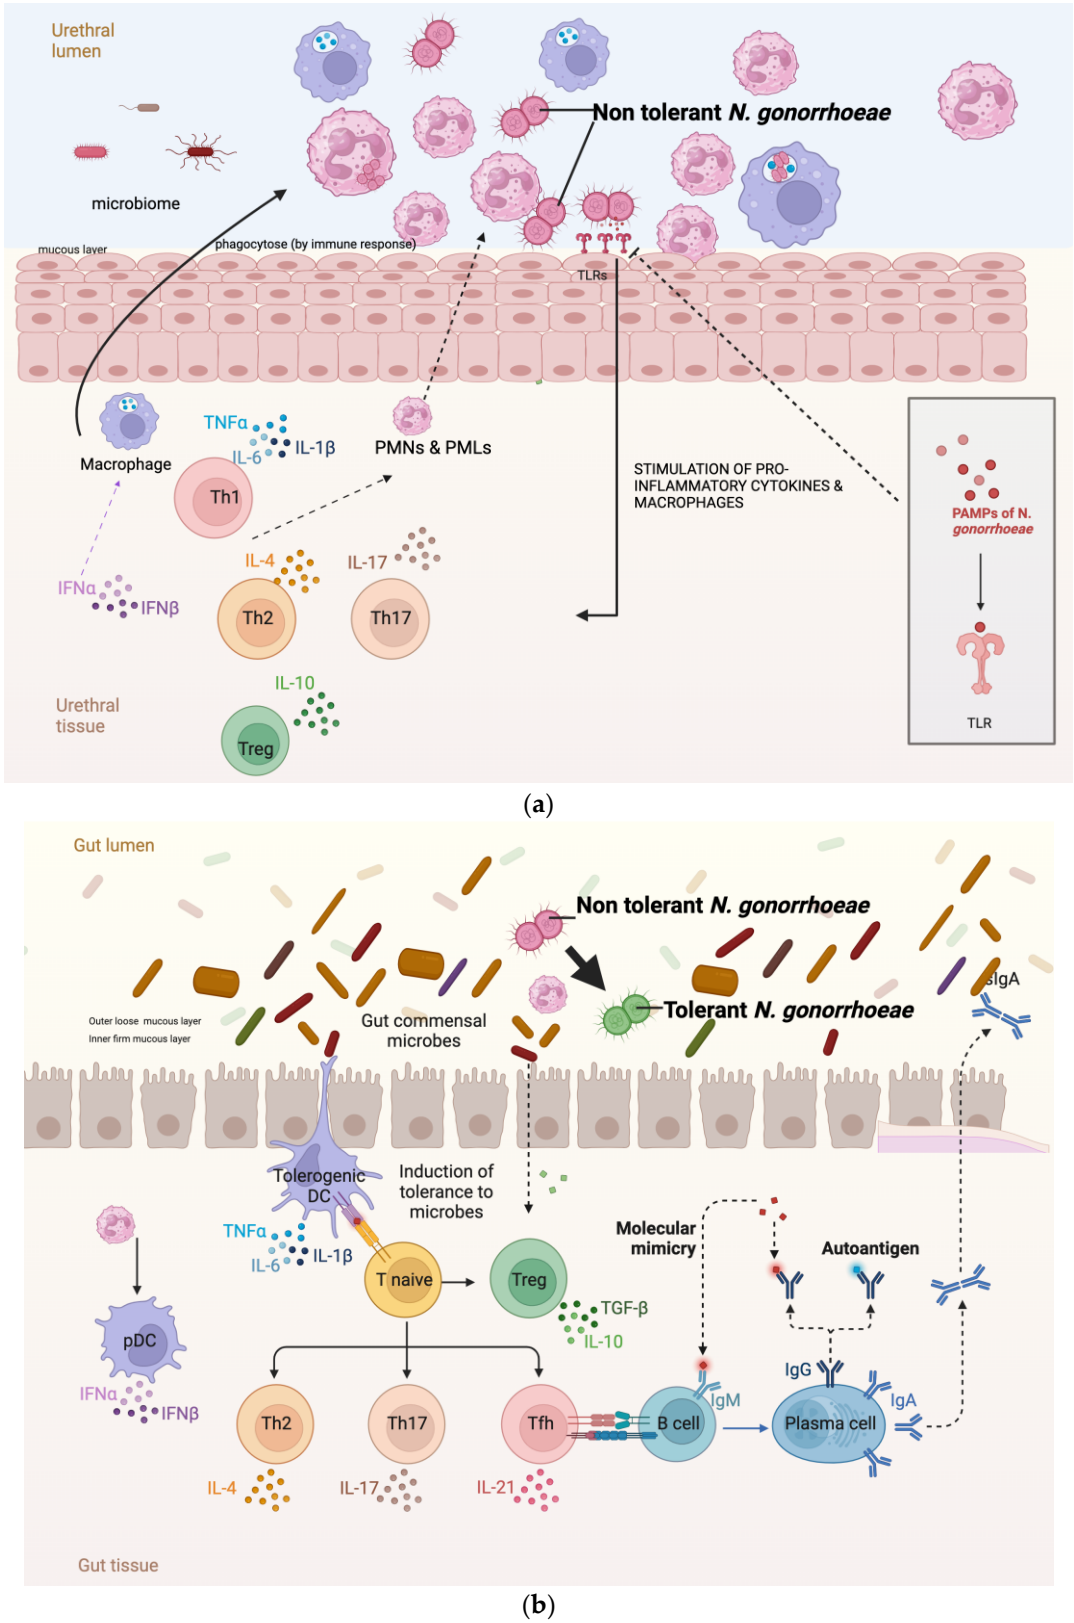 Urethral
lumen
Non tolerant N. gonorrhoeae
microbiome
mucous layer
phagocytose (by immune response)
TLRs
TNFα
IL-6
IL-1β
Macrophage
PMNs & PMLs
Th1
STIMULATION OF PRO-
INFLAMMATORY CYTOKINES &
MACROPHAGES
PAMPs of N.
gonorrhoeae
IL-4
IL-17
IFNα
IFNβ
Th2
Th17
IL-10
Urethral
tissue
Treg
TLR
(a)
Gut lumen
Non tolerant N. gonorrhoeae
sIgA
Tolerant N. gonorrhoeae
Outer loose mucous layer
Inner firm mucous layer
Gut commensal
microbes
Tolerogenic
DC
Induction of
tolerance to
microbes
Molecular
mimicry
Autoantigen
TNFα
IL-6
IL-1β
T naive
Treg
TGF-β
IL-10
pDC
IFNα
IFNβ
IgG
IgM
IgA
Th2
Th17
Tfh
B cell
Plasma cell
IL-4
IL-17
IL-21
Gut tissue
(b)